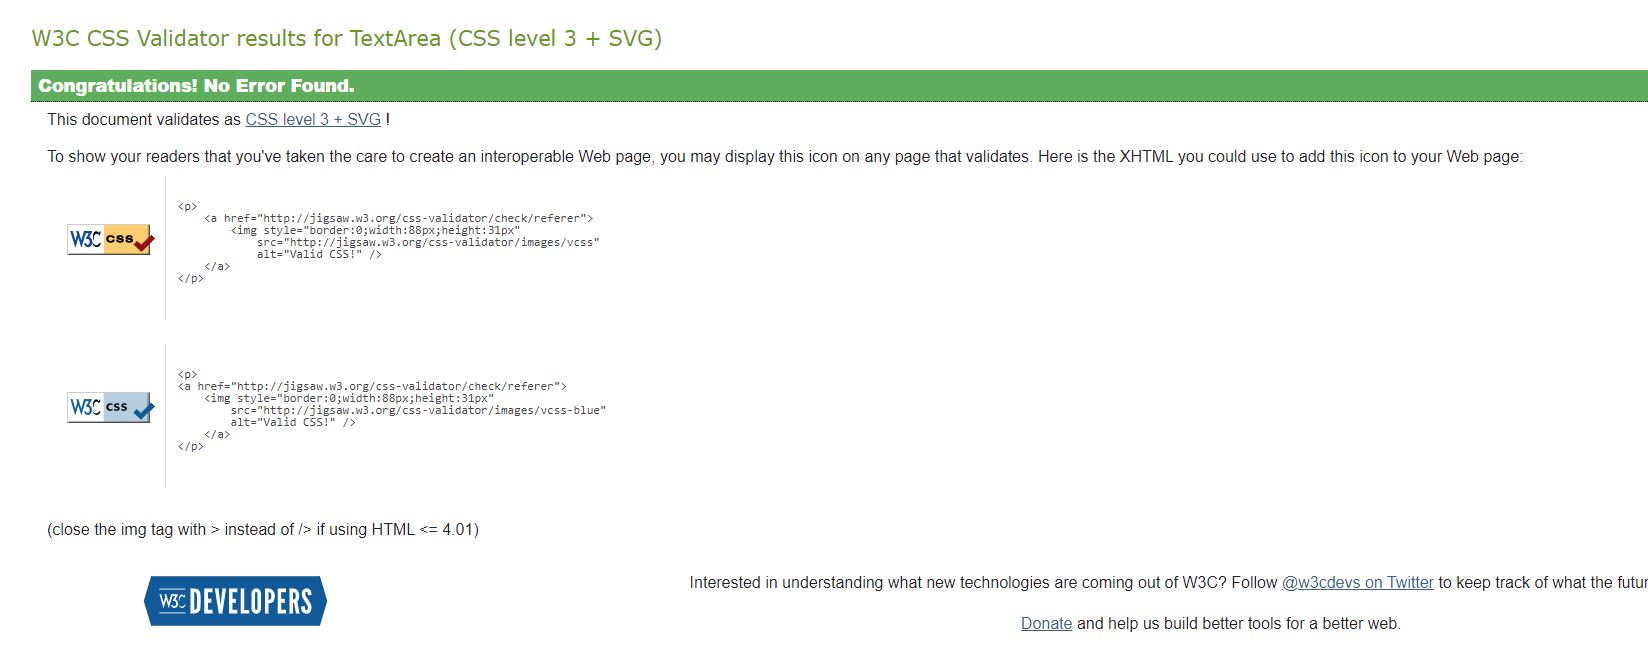 W3C CSS Validator results for TextArea (CSS level 3 + SVG)
Congratulations! No Error Found.
This document validates as CSS level 3 + SVG !
To show your readers that you've taken the care to create an interoperable Web page, you may display this icon on any page that validates. Here is the XHTML you could use to add this icon to your Web page:
W3C css
<p>
<a href="http://jigsaw.w3.org/css-validator/check/referer">
<img style="border:0;width:88px;height:31px"
src="http://jigsaw.w3.org/css-validator/images/vcss"
alt="Valid CSS!" />
</a>
</p>
W3C css
<p>
<a href="http://jigsaw.w3.org/css-validator/check/referer">
<img style="border:0;width:88px;height:31px"
src="http://jigsaw.w3.org/css-validator/images/vcss-blue"
alt="Valid CSS!" />
</a>
</p>
(close the img tag with > instead of /> if using HTML <= 4.01)
W3C DEVELOPERS
Interested in understanding what new technologies are coming out of W3C? Follow @w3cdevs on Twitter to keep track of what the
Donate and help us build better tools for a better web.